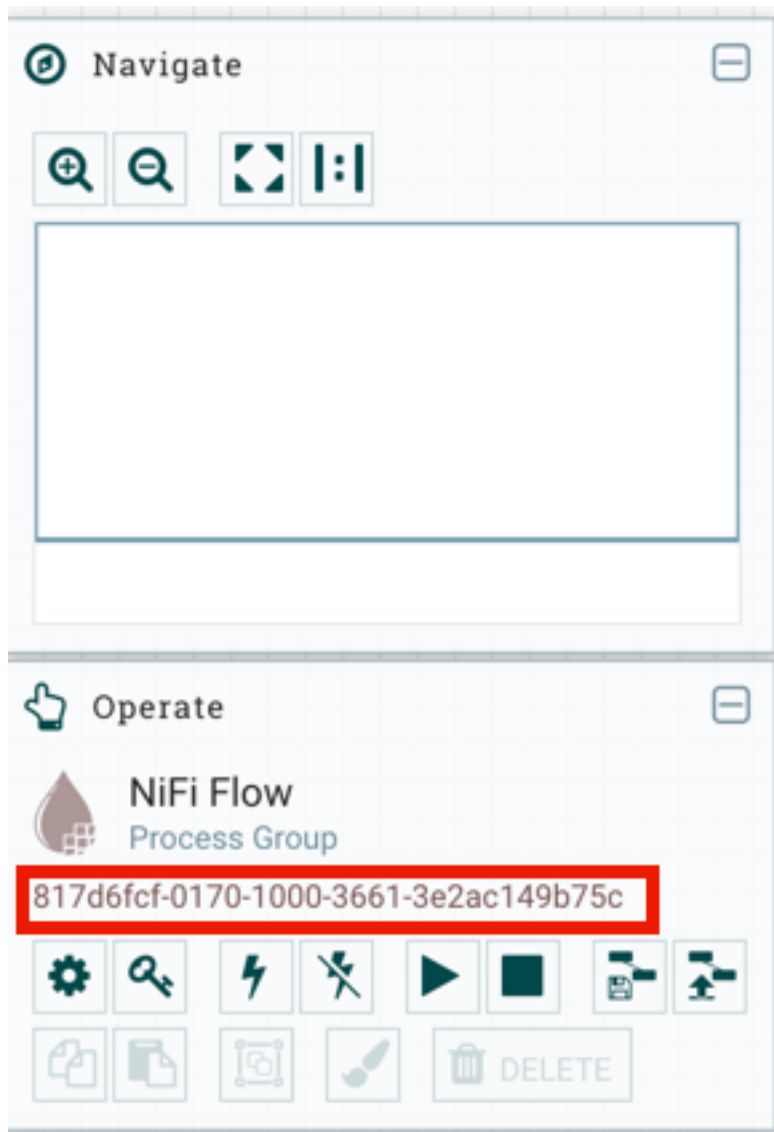 Navigate
Operate
NiFi Flow
Process Group
817d6fcf-0170-1000-3661-3e2ac149b75c
DELETE